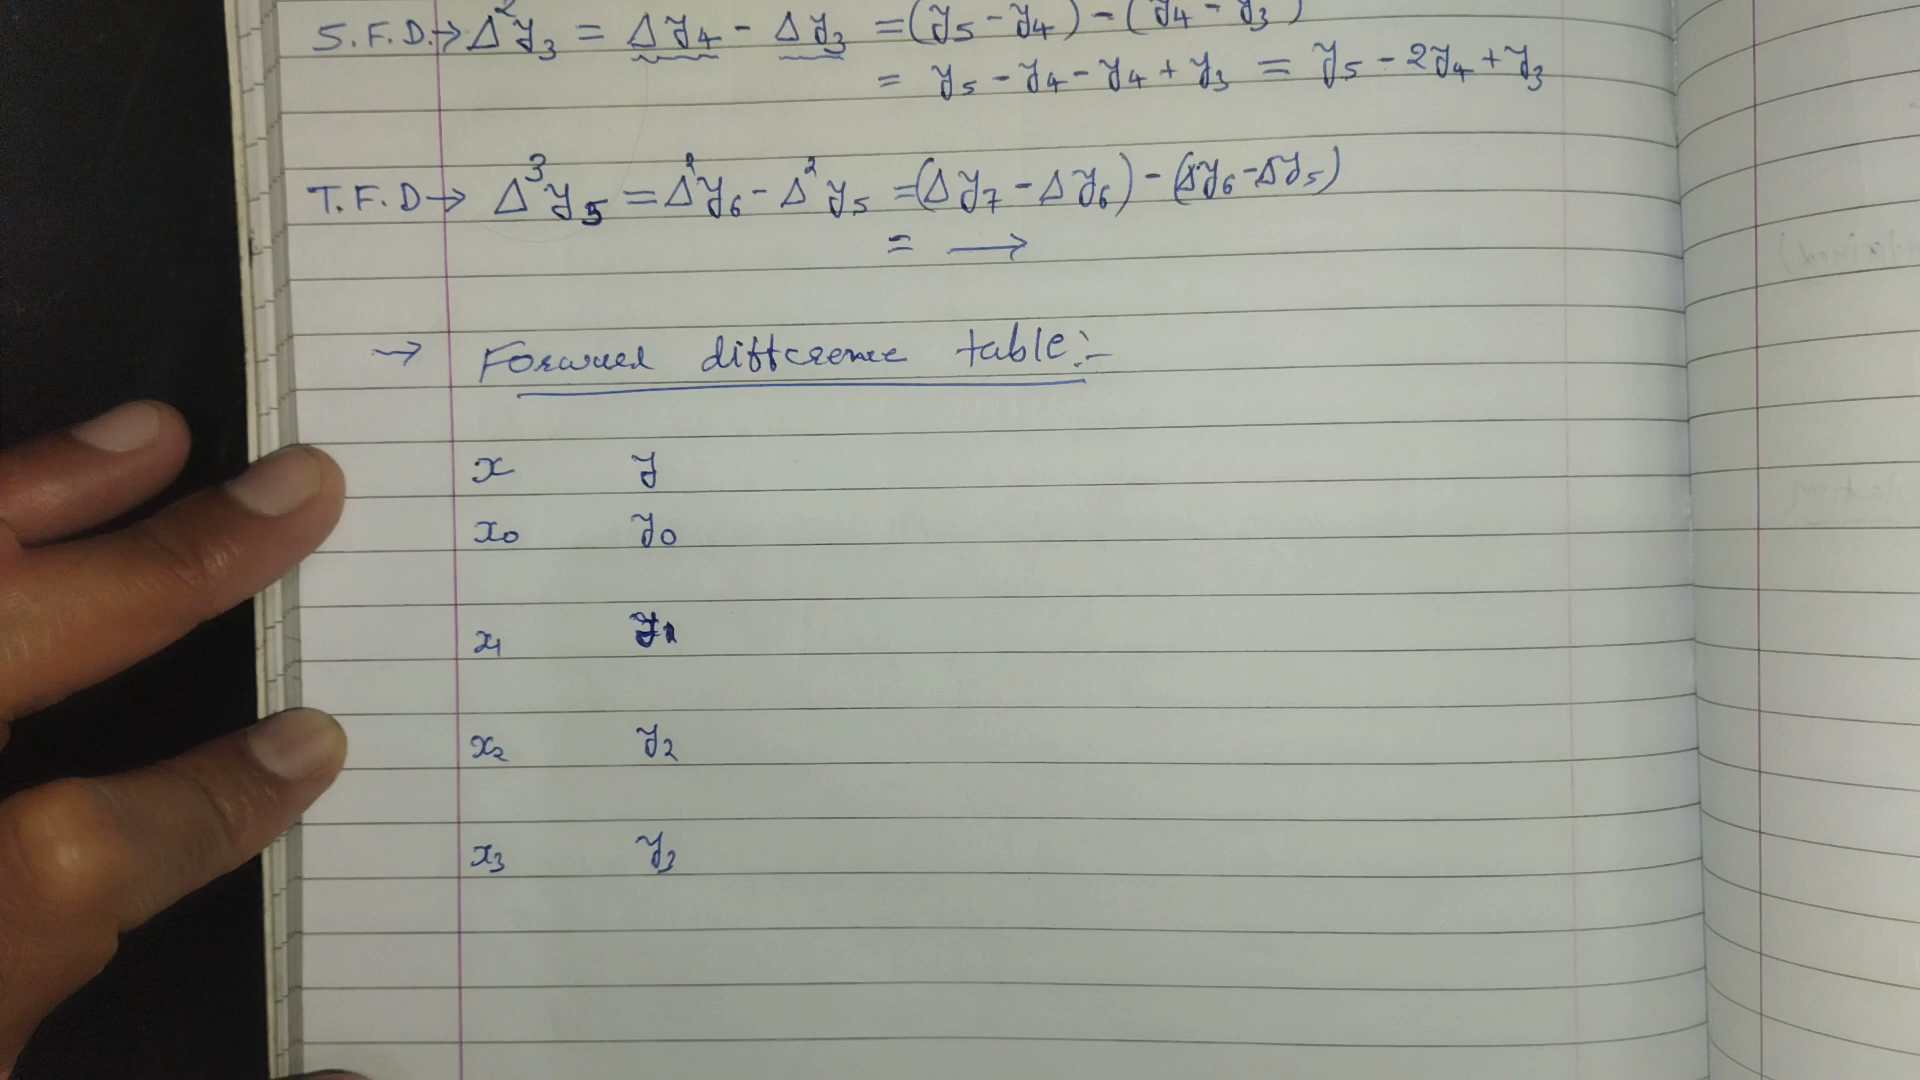 S.F.D.→ Δ²y₃ = Δy₄ - Δy₃ = (y₅ - y₄) - (y₄ - y₃)
= y₅ - y₄ - y₄ + y₃ = y₅ - 2y₄ + y₃
T.F.D→ Δ³y₅ = Δ²y₆ - Δ²y₅ = (Δy₇ - Δy₆) - (Δy₆ - Δy₅)
= →
→ Forward difference table:-
x y
x₀ y₀
x₁ y₁
x₂ y₂
x₃ y₃